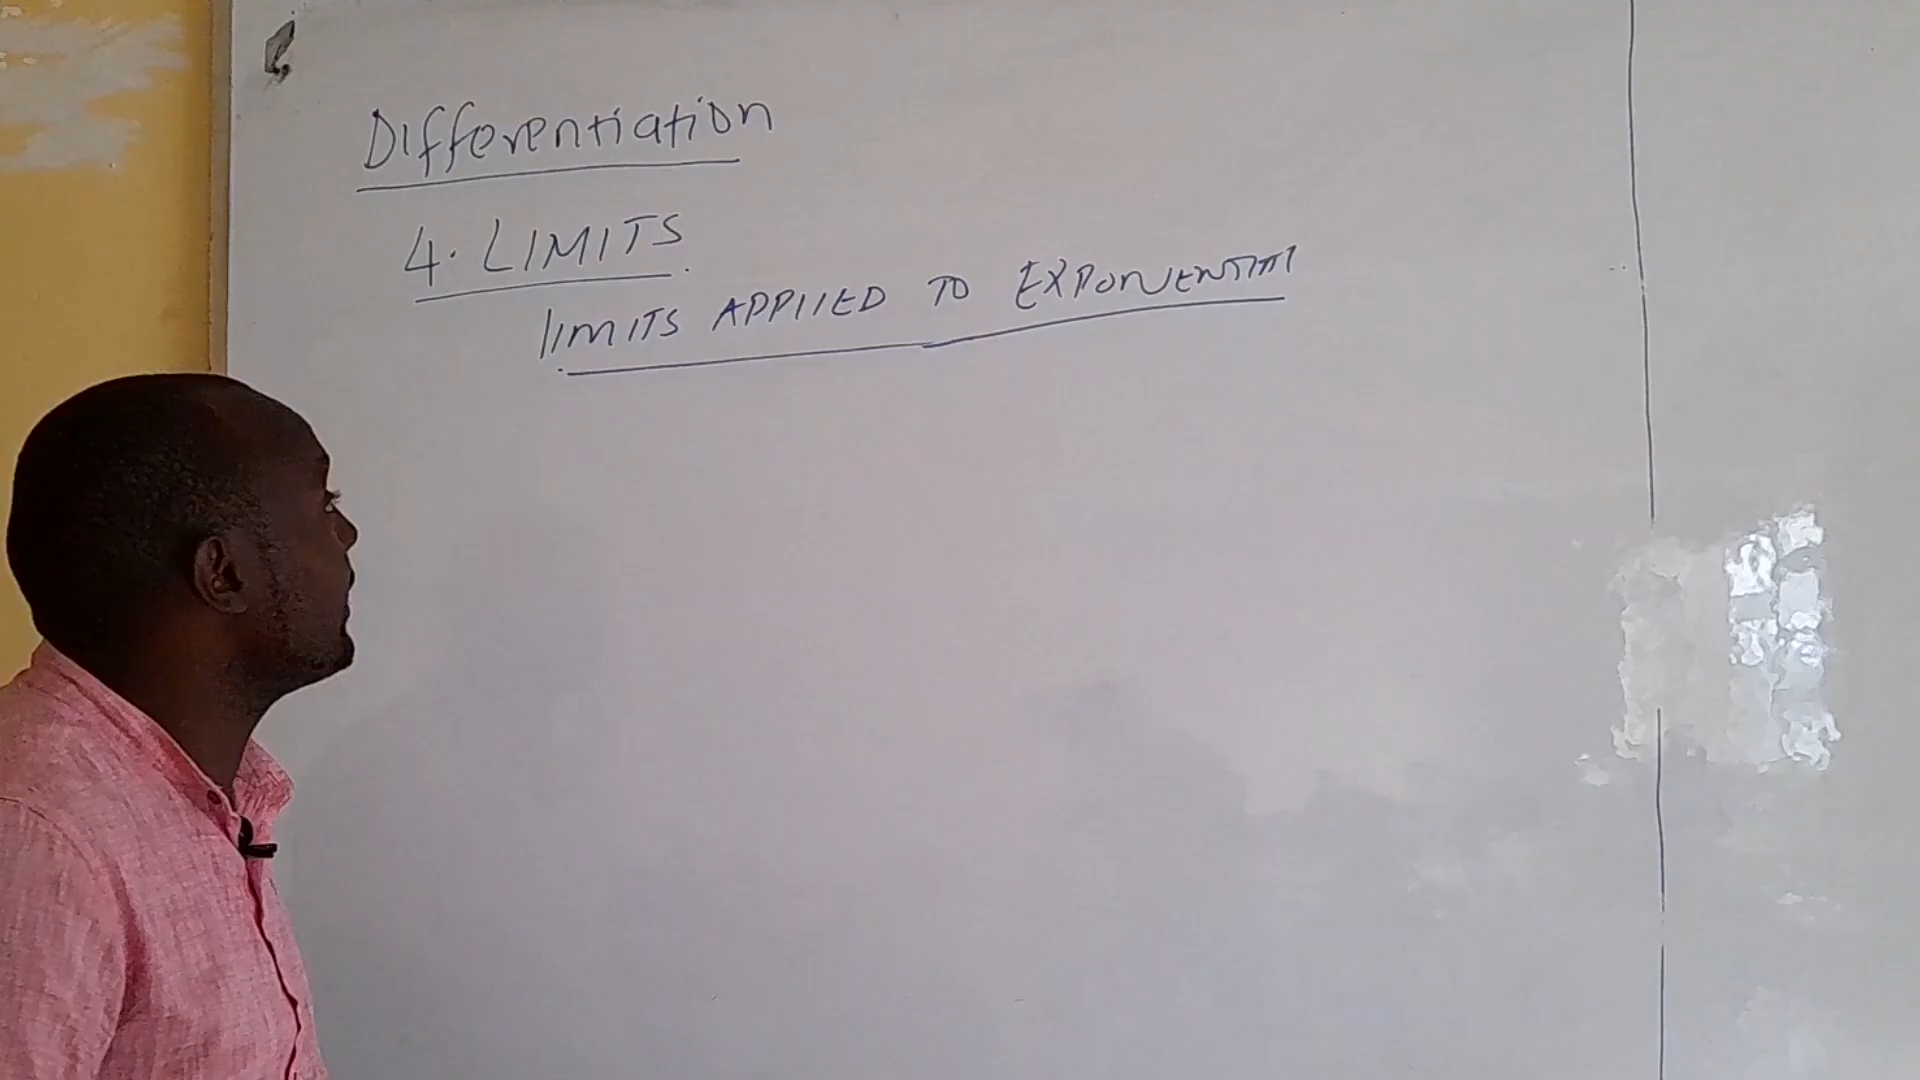 Differentiation
4. LIMITS
LIMITS APPLIED TO EXPONENTIAL